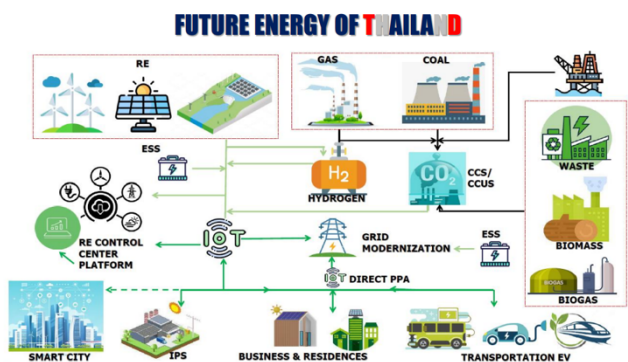 FUTURE ENERGY OF THAILAND
RE
GAS
COAL
ESS
H2
HYDROGEN
CO2
CCS/
CCUS
WASTE
BIOMASS
BIOGAS
BIOGAS
RE CONTROL
CENTER
PLATFORM
IOT
GRID
MODERNIZATION
ESS
IOT
DIRECT PPA
SMART CITY
IPS
BUSINESS & RESIDENCES
TRANSPORTATION EV